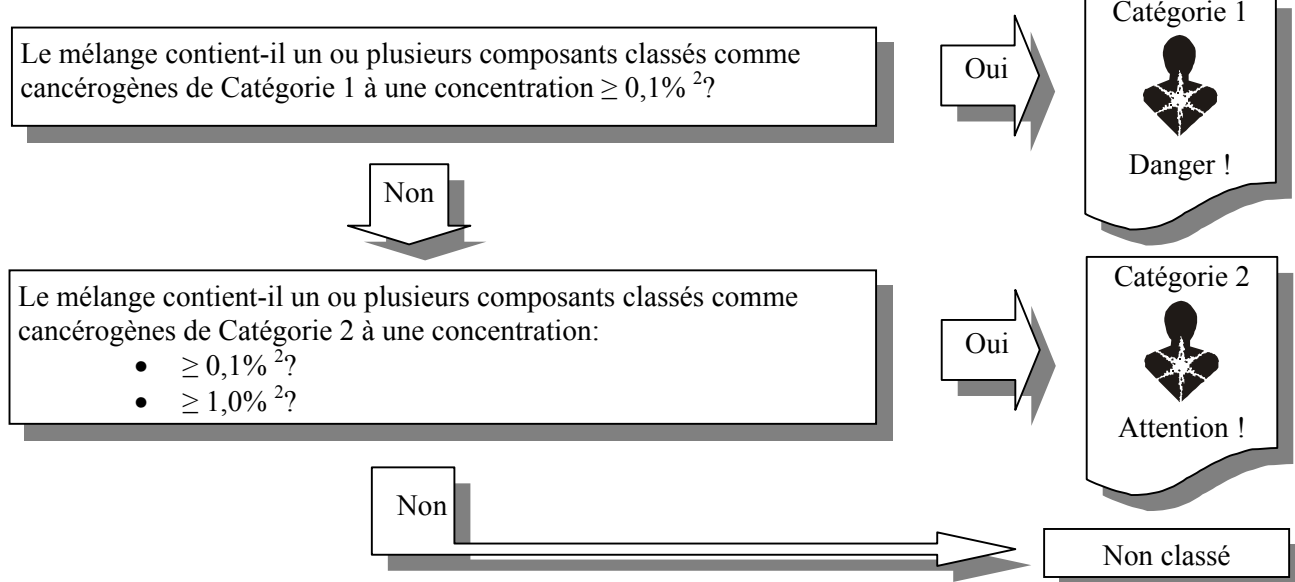 Catégorie 1
Le mélange contient-il un ou plusieurs composants classés comme
cancérogènes de Catégorie 1 à une concentration ≥ 0,1% ²?
Oui
Danger !
Non
Le mélange contient-il un ou plusieurs composants classés comme
cancérogènes de Catégorie 2 à une concentration:
• ≥ 0,1% ²?
• ≥ 1,0% ²?
Oui
Catégorie 2
Attention !
Non
Non classé